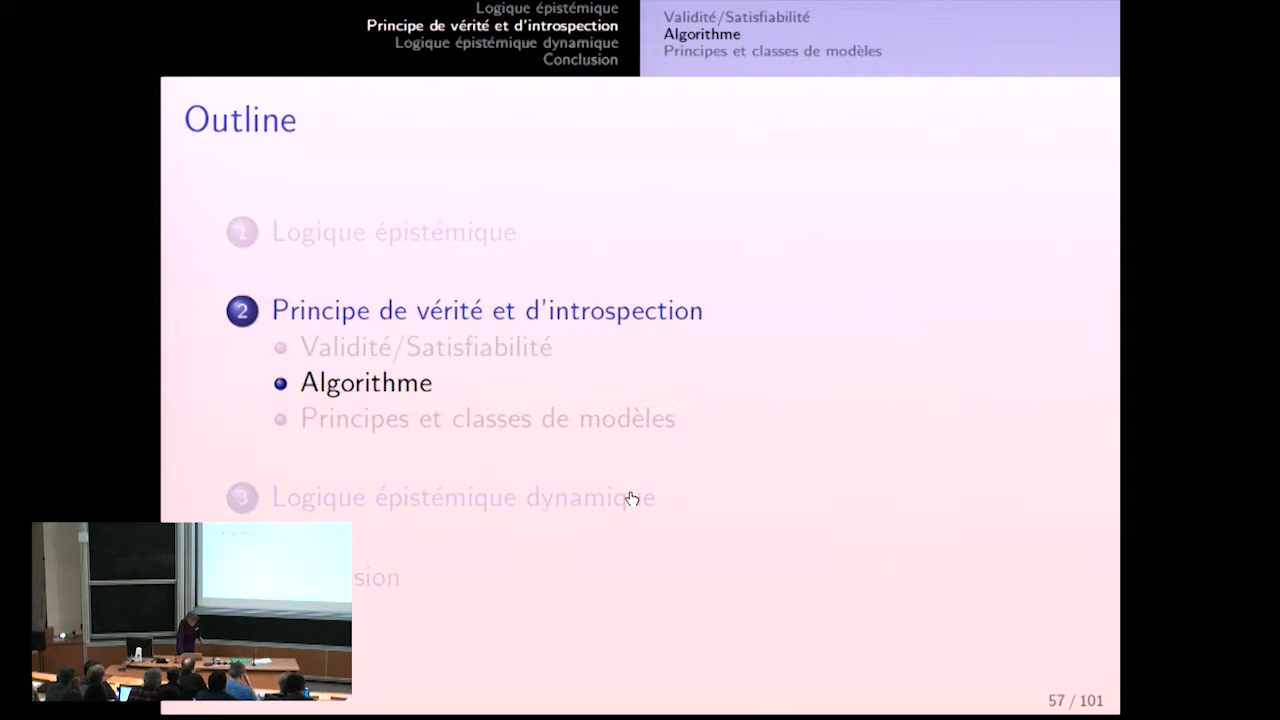 Logique épistémique
Principe de vérité et d'introspection
Logique épistémique dynamique
Conclusion
Validité/Satisfiabilité
Algorithme
Principes et classes de modèles
Outline
1 Logique épistémique
2 Principe de vérité et d'introspection
Validité/Satisfiabilité
Algorithme
Principes et classes de modèles
3 Logique épistémique dynamique
sion
57 / 101